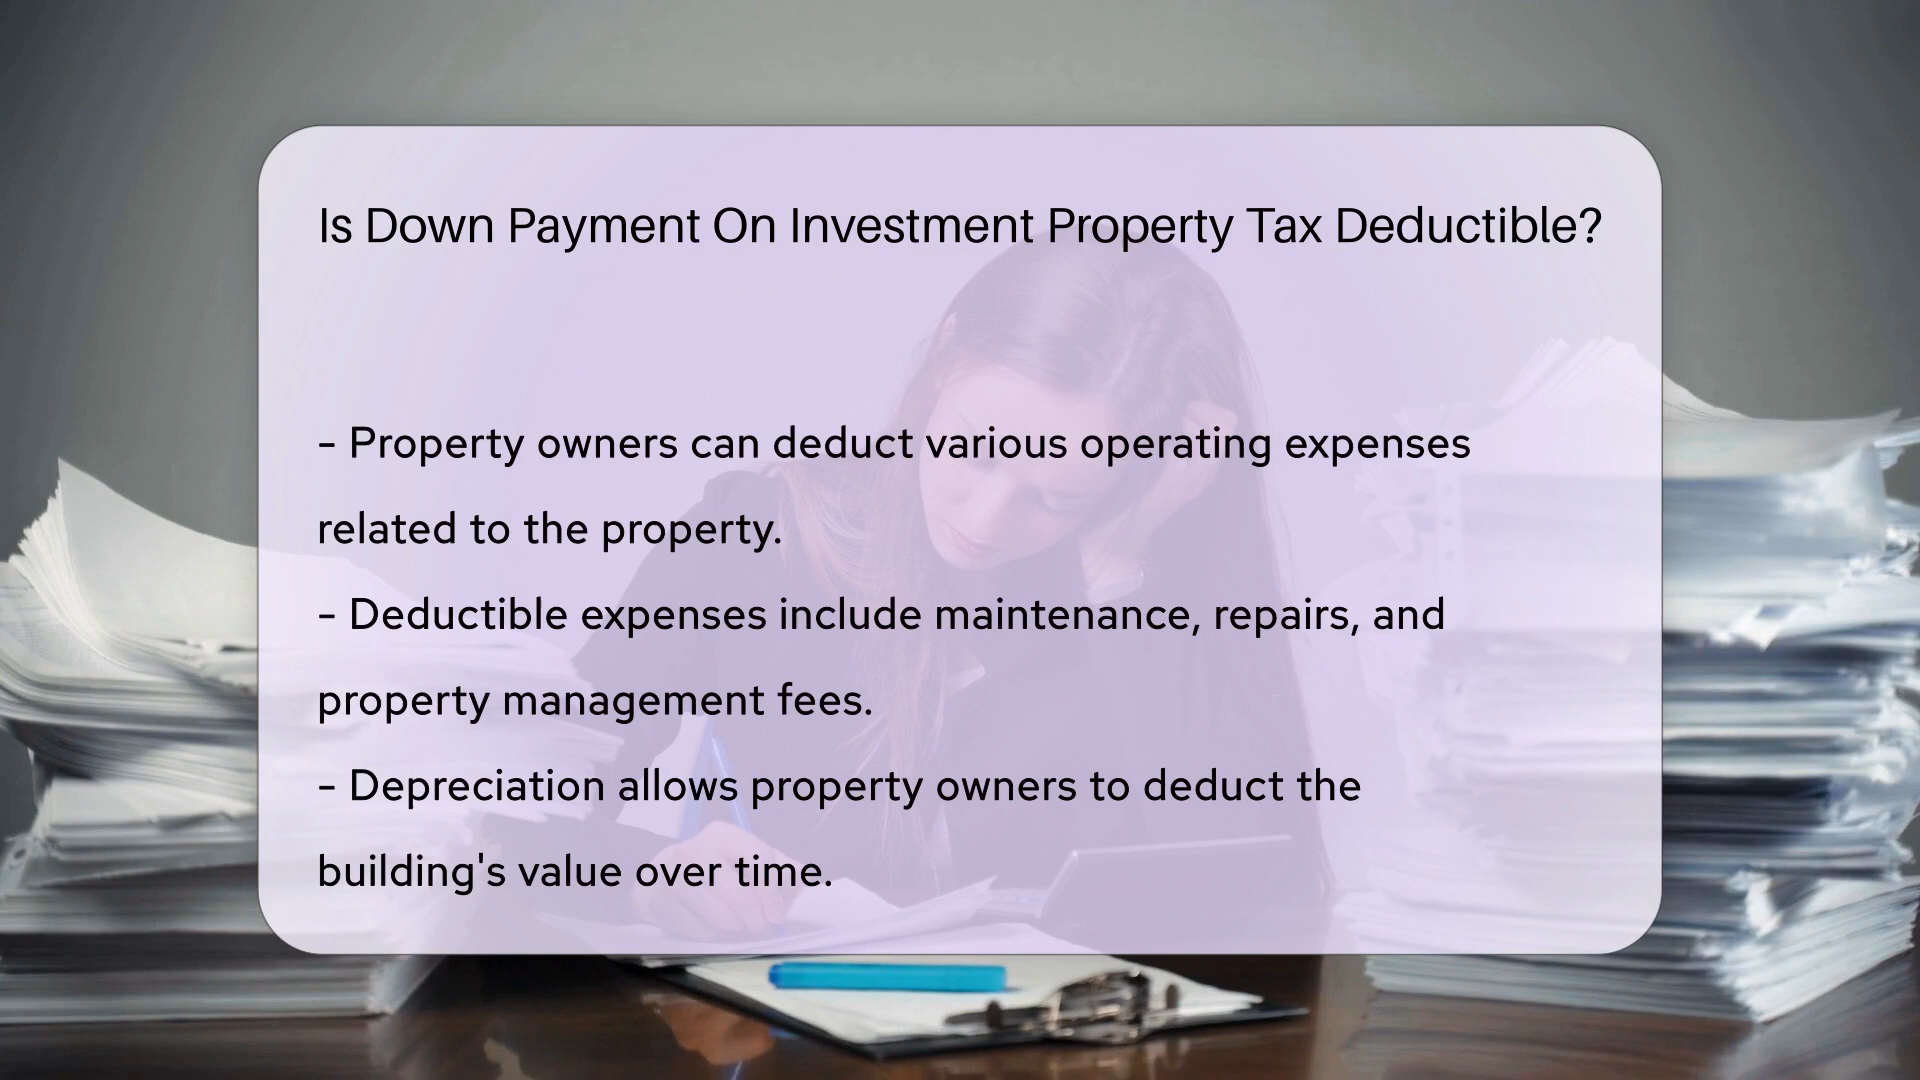 Is Down Payment On Investment Property Tax Deductible?
- Property owners can deduct various operating expenses
related to the property.
- Deductible expenses include maintenance, repairs, and
property management fees.
- Depreciation allows property owners to deduct the
building's value over time.